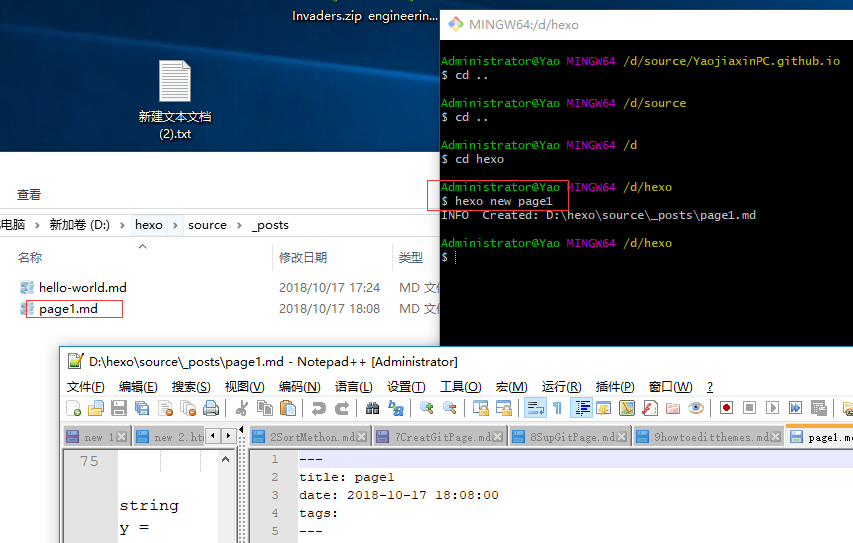 Invaders.zip engineerin...
新建文本文档
(2).txt
MINGW64:/d/hexo
Administrator@Yao MINGW64 /d/source/YaojiaxinPC.github.io
$ cd ..
Administrator@Yao MINGW64 /d/source
$ cd ..
Administrator@Yao MINGW64 /d
$ cd hexo
Administrator@Yao MINGW64 /d/hexo
$ hexo new page1
INFO  Created: D:\hexo\source\_posts\page1.md
Administrator@Yao MINGW64 /d/hexo
$
查看
电脑 > 新加卷 (D:) > hexo > source > _posts
名称 修改日期 类型
hello-world.md 2018/10/17 17:24 MD 文
page1.md 2018/10/17 18:08 MD 文
D:\hexo\source\_posts\page1.md - Notepad++ [Administrator]
文件(F) 编辑(E) 搜索(S) 视图(V) 编码(N) 语言(L) 设置(T) 工具(O) 宏(M) 运行(R) 插件(P) 窗口(W) ?
new 1 new 2.ht 2SortMethon.md 7CreatGitPage.md 8SupGitPage.md 9howtoeditthemes.md page1.m
75
string
y =
1 ---
2 title: page1
3 date: 2018-10-17 18:08:00
4 tags:
5 ---